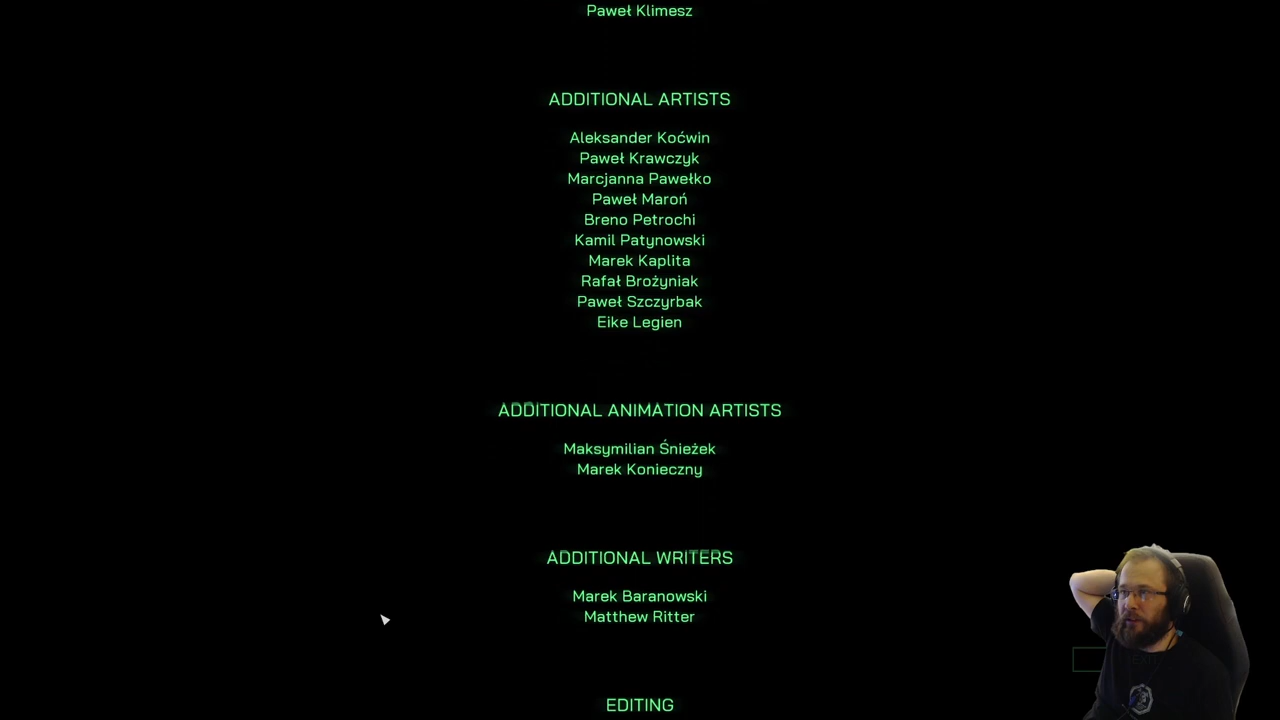 Paweł Klimesz
ADDITIONAL ARTISTS
Aleksander Koćwin
Paweł Krawczyk
Marcjanna Pawełko
Paweł Maroń
Breno Petrochi
Kamil Patynowski
Marek Kaplita
Rafał Brożyniak
Paweł Szczyrbak
Eike Legien
ADDITIONAL ANIMATION ARTISTS
Maksymilian Śnieżek
Marek Konieczny
ADDITIONAL WRITERS
Marek Baranowski
Matthew Ritter
EDITING